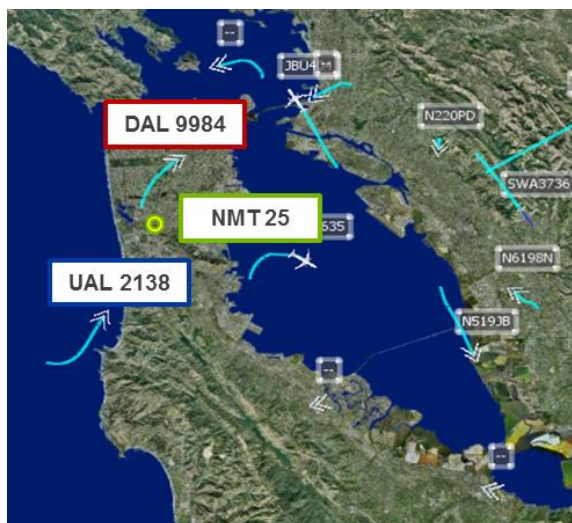 --
JBU4
DAL 9984
N220PD
SWA3736
NMT 25
635
N6198N
UAL 2138
N519JB
--
--